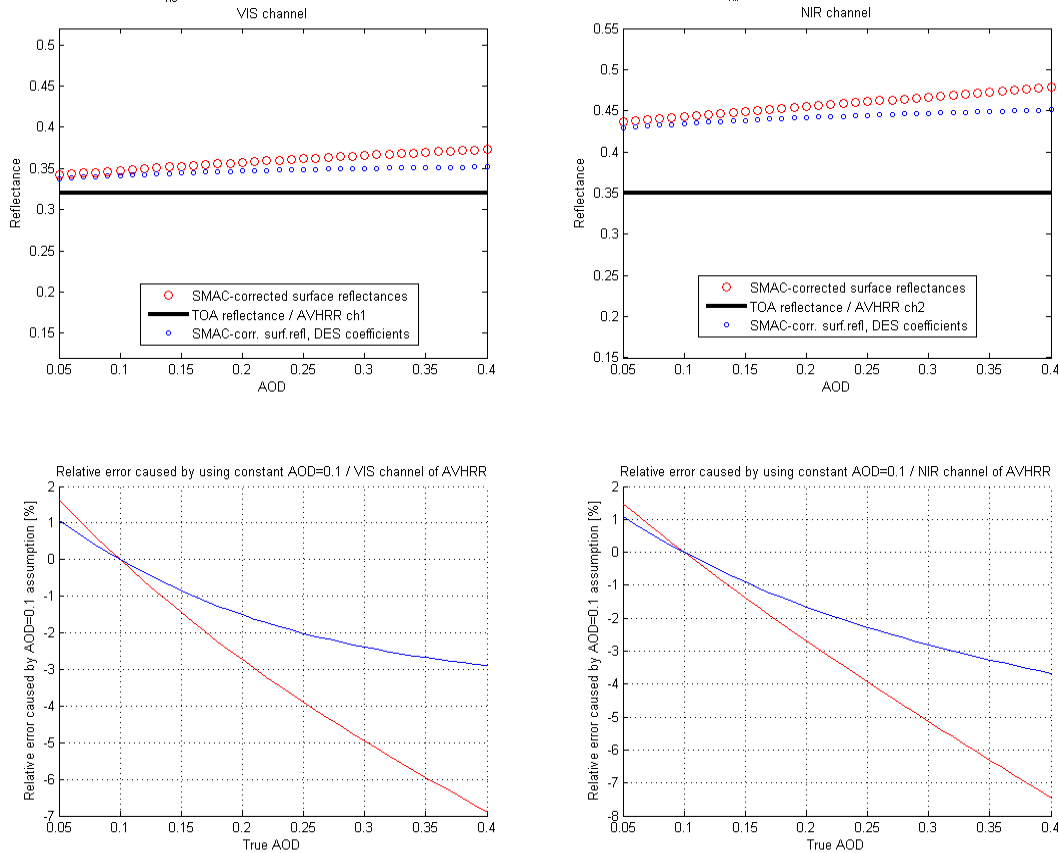 VIS channel
0.5
0.45
0.4
0.35
0.3
0.25
0.2
0.15
Reflectance
SMAC-corrected surface reflectances
TOA reflectance / AVHRR ch1
SMAC-corr. surf.refl, DES coefficients
0.05 0.1 0.15 0.2 0.25 0.3 0.35 0.4
AOD
NIR channel
0.55
0.5
0.45
0.4
0.35
0.3
0.25
0.2
0.15
Reflectance
SMAC-corrected surface reflectances
TOA reflectance / AVHRR ch2
SMAC-corr. surf.refl, DES coefficients
0.05 0.1 0.15 0.2 0.25 0.3 0.35 0.4
AOD
Relative error caused by using constant AOD=0.1 / VIS channel of AVHRR
2
1
0
-1
-2
-3
-4
-5
-6
-7
Relative error caused by AOD=0.1 assumption [%]
0.05 0.1 0.15 0.2 0.25 0.3 0.35 0.4
True AOD
Relative error caused by using constant AOD=0.1 / NIR channel of AVHRR
2
1
0
-1
-2
-3
-4
-5
-6
-7
-8
Relative error caused by AOD=0.1 assumption [%]
0.05 0.1 0.15 0.2 0.25 0.3 0.35 0.4
True AOD